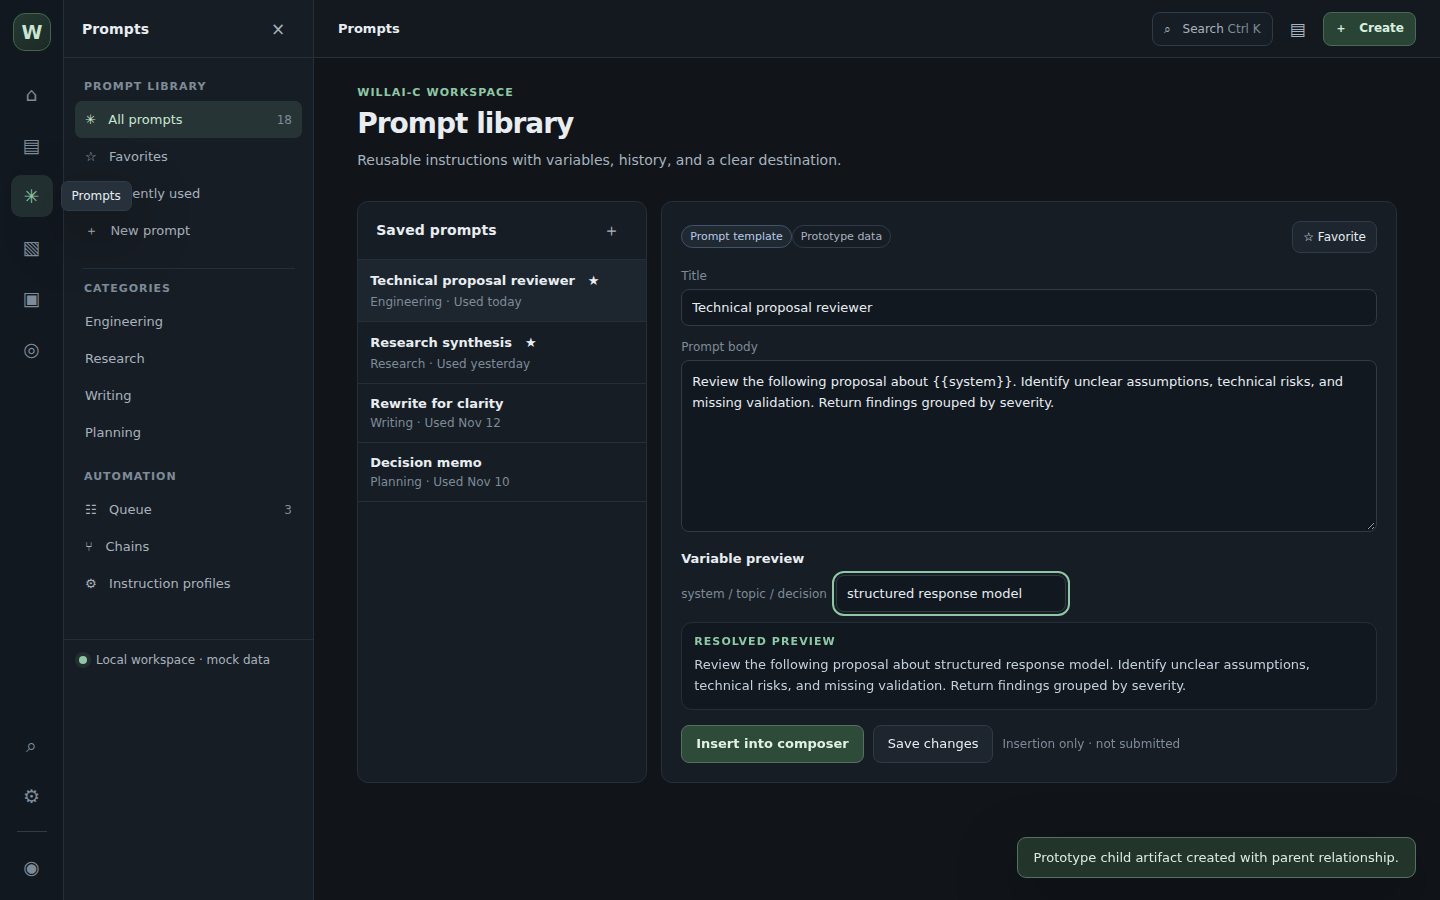 W
Prompts
Prompts
Search Ctrl K
+ Create
PROMPT LIBRARY
All prompts 18
Favorites
ently used
Prompts
+ New prompt
CATEGORIES
Engineering
Research
Writing
Planning
AUTOMATION
Queue 3
Chains
Instruction profiles
Local workspace · mock data
WILLAI-C WORKSPACE
Prompt library
Reusable instructions with variables, history, and a clear destination.
Saved prompts +
Technical proposal reviewer ★
Engineering · Used today
Research synthesis ★
Research · Used yesterday
Rewrite for clarity
Writing · Used Nov 12
Decision memo
Planning · Used Nov 10
Prompt template Prototype data
☆ Favorite
Title
Technical proposal reviewer
Prompt body
Review the following proposal about {{system}}. Identify unclear assumptions, technical risks, and
missing validation. Return findings grouped by severity.
Variable preview
system / topic / decision structured response model
RESOLVED PREVIEW
Review the following proposal about structured response model. Identify unclear assumptions,
technical risks, and missing validation. Return findings grouped by severity.
Insert into composer Save changes Insertion only · not submitted
Prototype child artifact created with parent relationship.